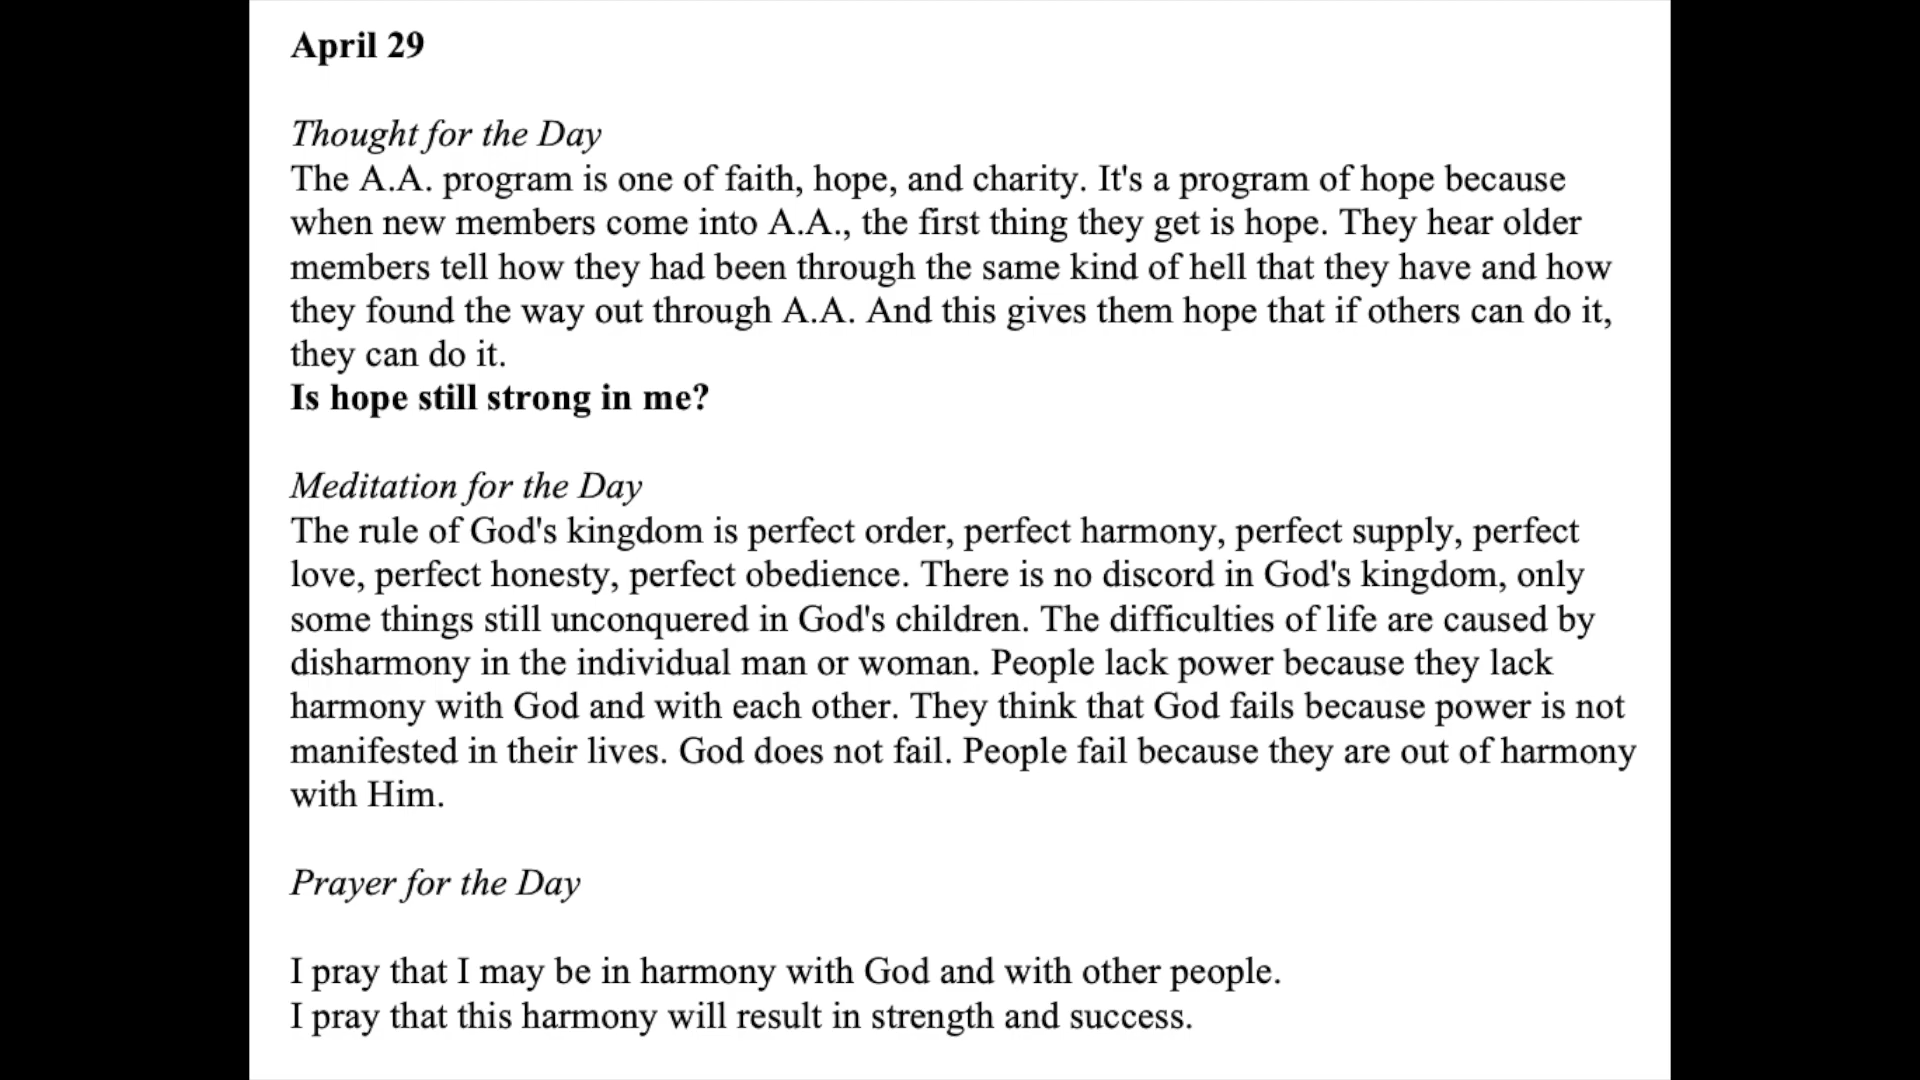 April 29
Thought for the Day
The A.A. program is one of faith, hope, and charity. It's a program of hope because
when new members come into A.A., the first thing they get is hope. They hear older
members tell how they had been through the same kind of hell that they have and how
they found the way out through A.A. And this gives them hope that if others can do it,
they can do it.
Is hope still strong in me?
Meditation for the Day
The rule of God's kingdom is perfect order, perfect harmony, perfect supply, perfect
love, perfect honesty, perfect obedience. There is no discord in God's kingdom, only
some things still unconquered in God's children. The difficulties of life are caused by
disharmony in the individual man or woman. People lack power because they lack
harmony with God and with each other. They think that God fails because power is not
manifested in their lives. God does not fail. People fail because they are out of harmony
with Him.
Prayer for the Day
I pray that I may be in harmony with God and with other people.
I pray that this harmony will result in strength and success.